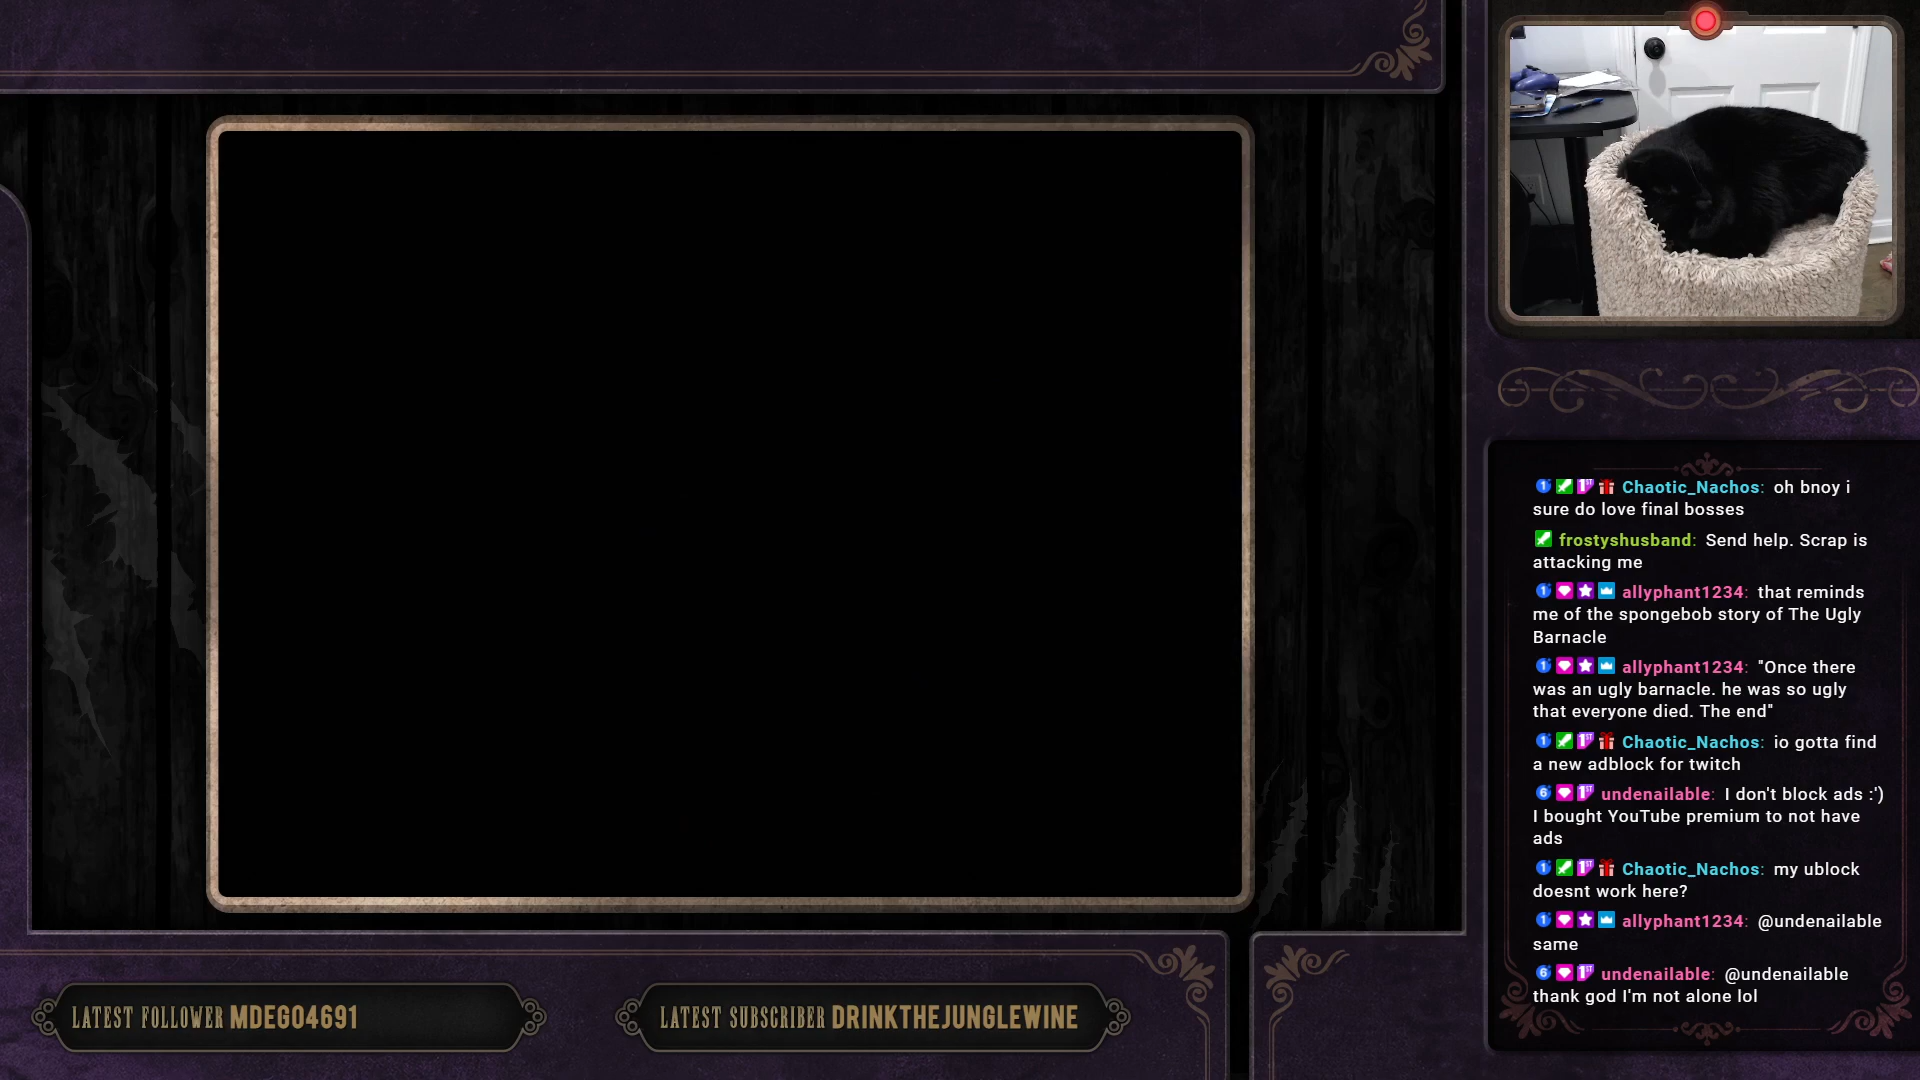 Chaotic_Nachos: oh bnoy i
sure do love final bosses
frostyshusband: Send help. Scrap is
attacking me
allyphant1234: that reminds
me of the spongebob story of The Ugly
Barnacle
allyphant1234: "Once there
was an ugly barnacle. he was so ugly
that everyone died. The end"
Chaotic_Nachos: io gotta find
a new adblock for twitch
undenailable: I don't block ads :')
I bought YouTube premium to not have
ads
Chaotic_Nachos: my ublock
doesnt work here?
allyphant1234: @undenailable
same
undenailable: @undenailable
thank god I'm not alone lol
LATEST FOLLOWER MDEGO4691
LATEST SUBSCRIBER DRINKTHEJUNGLEWINE